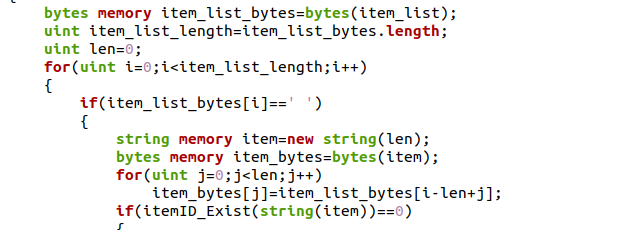 {
bytes memory item_list_bytes=bytes(item_list);
uint item_list_length=item_list_bytes.length;
uint len=0;
for(uint i=0;i<item_list_length;i++)
{
if(item_list_bytes[i]==' ')
{
string memory item=new string(len);
bytes memory item_bytes=bytes(item);
for(uint j=0;j<len;j++)
item_bytes[j]=item_list_bytes[i-len+j];
if(itemID_Exist(string(item))==0)
{